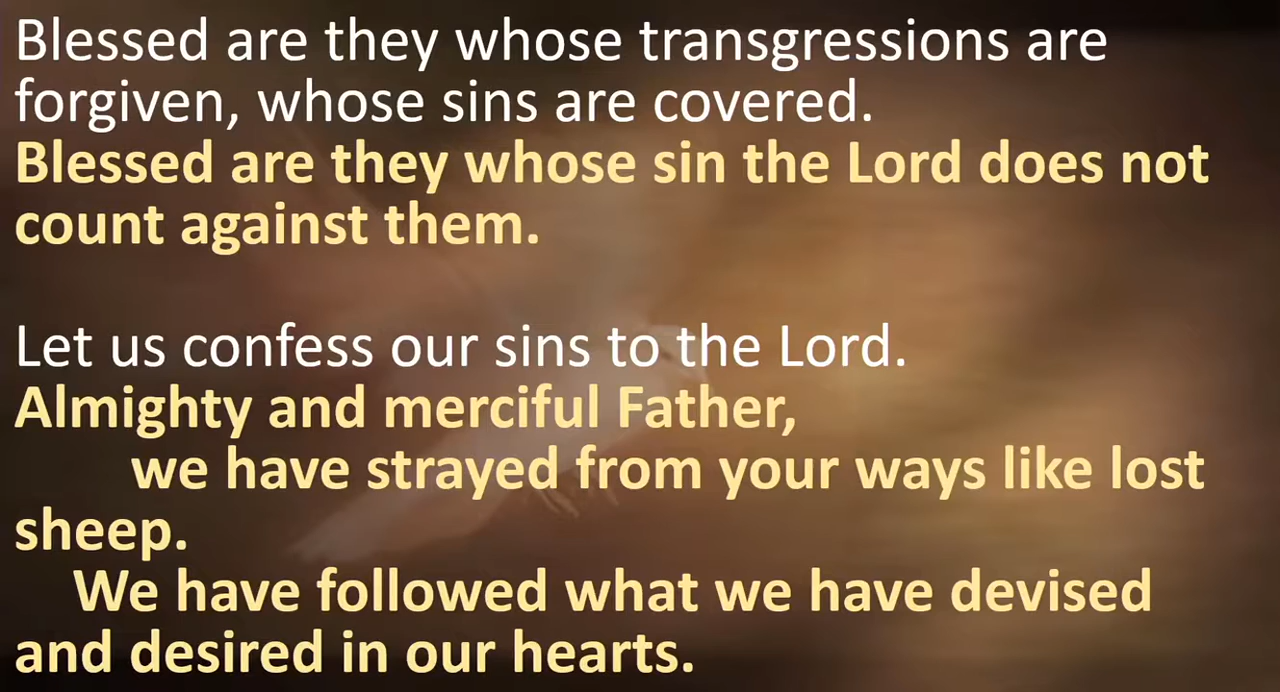 Blessed are they whose transgressions are
forgiven, whose sins are covered.
Blessed are they whose sin the Lord does not
count against them.
Let us confess our sins to the Lord.
Almighty and merciful Father,
we have strayed from your ways like lost
sheep.
We have followed what we have devised
and desired in our hearts.